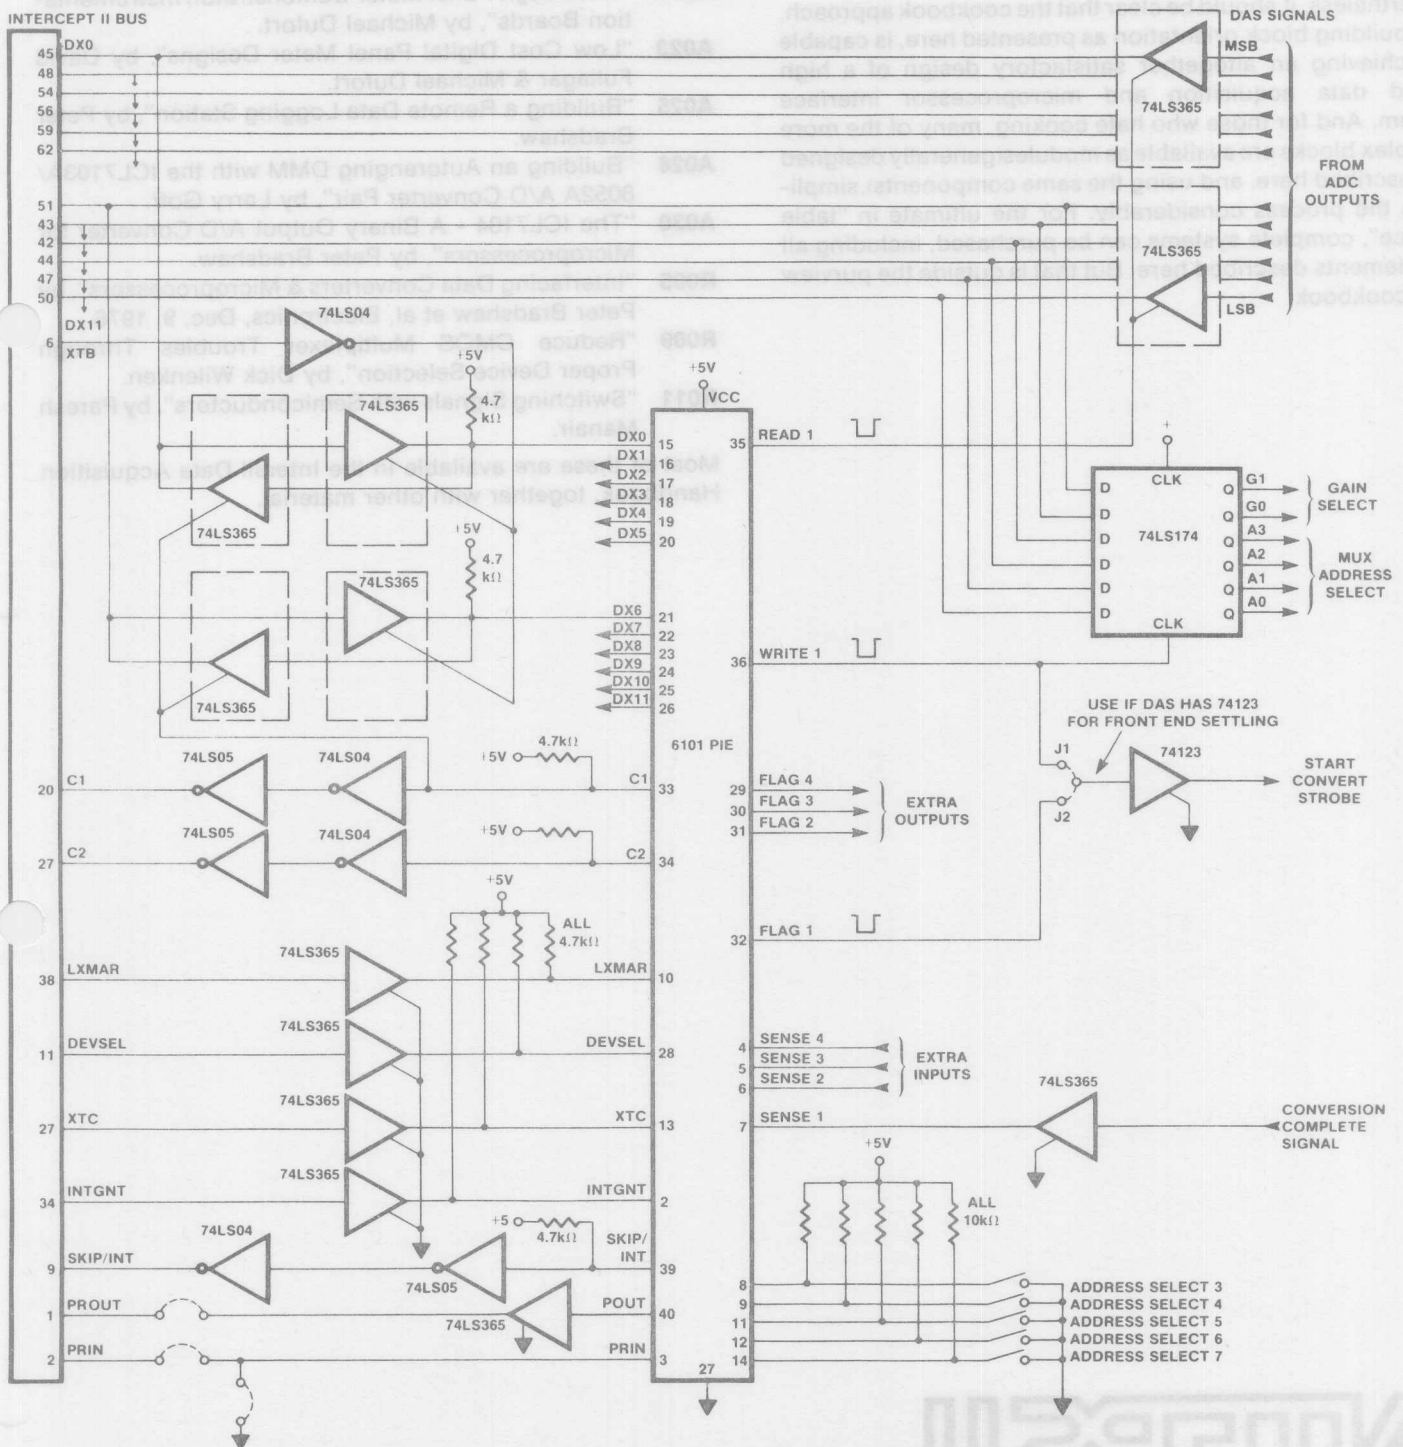 INTERCEPT II BUS
DX0
45
48
54
56
59
62
51
43
42
44
47
50
DX11
6
XTB
DAS SIGNALS
MSB
74LS365
FROM
ADC
OUTPUTS
74LS365
LSB
74LS04
+5V
4.7
kΩ
74LS365
74LS365
+5V
4.7
kΩ
74LS365
74LS365
+5V
VCC
DX0
15
DX1
16
DX2
17
DX3
18
DX4
19
DX5
20
DX6
21
DX7
22
DX8
23
DX9
24
DX10
25
DX11
26
6101 PIE
35
READ 1
+
CLK
D
D
D
D
D
D
74LS174
Q
Q
Q
Q
Q
Q
CLK
G1
G0
A3
A2
A1
A0
GAIN
SELECT
MUX
ADDRESS
SELECT
36
WRITE 1
USE IF DAS HAS 74123
FOR FRONT END SETTLING
J1
J2
74123
START
CONVERT
STROBE
20
C1
74LS05
74LS04
+5V
4.7kΩ
C1
33
27
C2
74LS05
74LS04
+5V
C2
34
29
FLAG 4
30
FLAG 3
31
FLAG 2
EXTRA
OUTPUTS
32
FLAG 1
+5V
ALL
4.7kΩ
38
LXMAR
74LS365
LXMAR
10
11
DEVSEL
74LS365
DEVSEL
28
27
XTC
74LS365
XTC
13
34
INTGNT
74LS365
INTGNT
2
4
SENSE 4
5
SENSE 3
6
SENSE 2
EXTRA
INPUTS
7
SENSE 1
74LS365
CONVERSION
COMPLETE
SIGNAL
9
SKIP/INT
74LS04
74LS05
+5
4.7kΩ
SKIP/
INT
39
1
PROUT
74LS365
POUT
40
2
PRIN
PRIN
3
27
+5V
ALL
10kΩ
8
ADDRESS SELECT 3
9
ADDRESS SELECT 4
11
ADDRESS SELECT 5
12
ADDRESS SELECT 6
14
ADDRESS SELECT 7